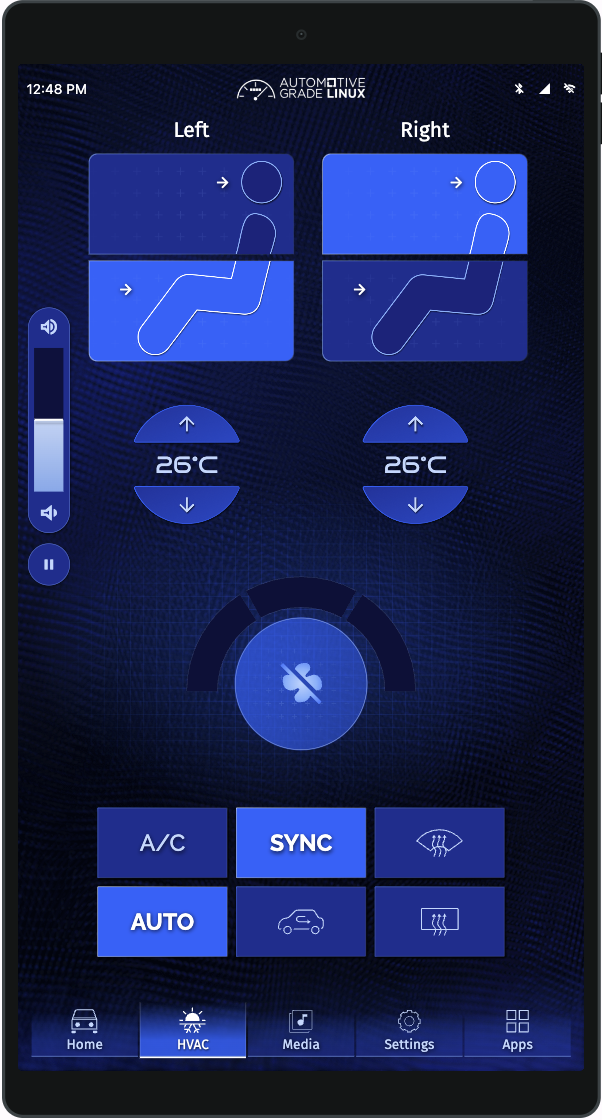 12:48 PM
AUTOMOTIVE
GRADE LINUX
Left
Right
26°C
26°C
A/C
SYNC
AUTO
Home
HVAC
Media
Settings
Apps